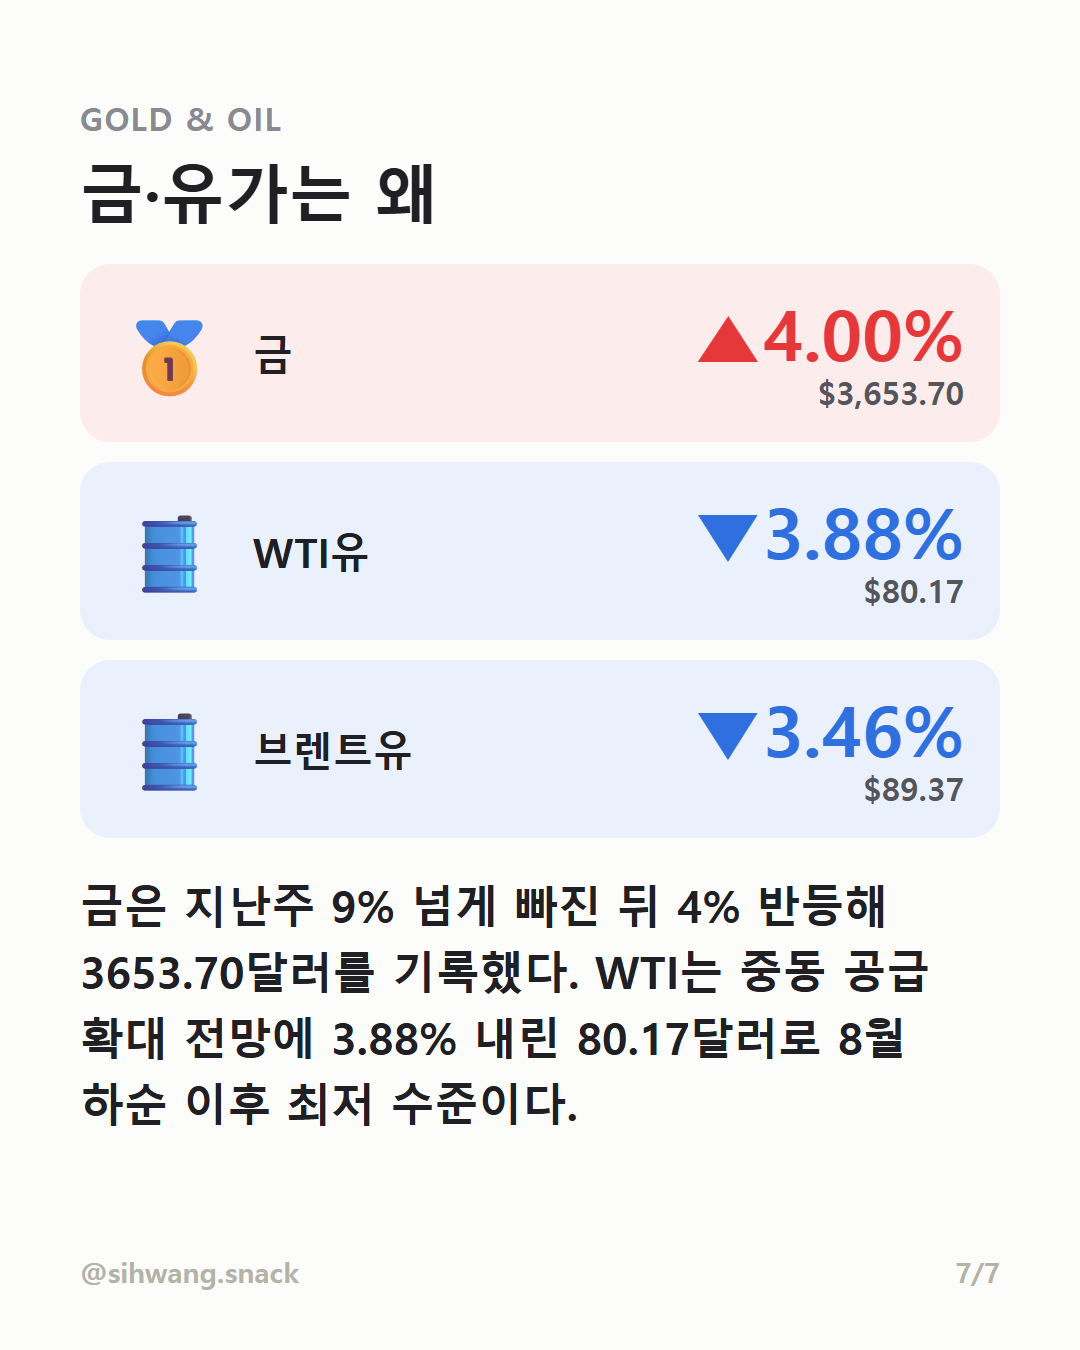 GOLD & OIL
금·유가는 왜
1
금
▲4.00%
$3,653.70
WTI유
▼3.88%
$80.17
브렌트유
▼3.46%
$89.37
금은 지난주 9% 넘게 빠진 뒤 4% 반등해
3653.70달러를 기록했다. WTI는 중동 공급
확대 전망에 3.88% 내린 80.17달러로 8월
하순 이후 최저 수준이다.
@sihwang.snack
7/7